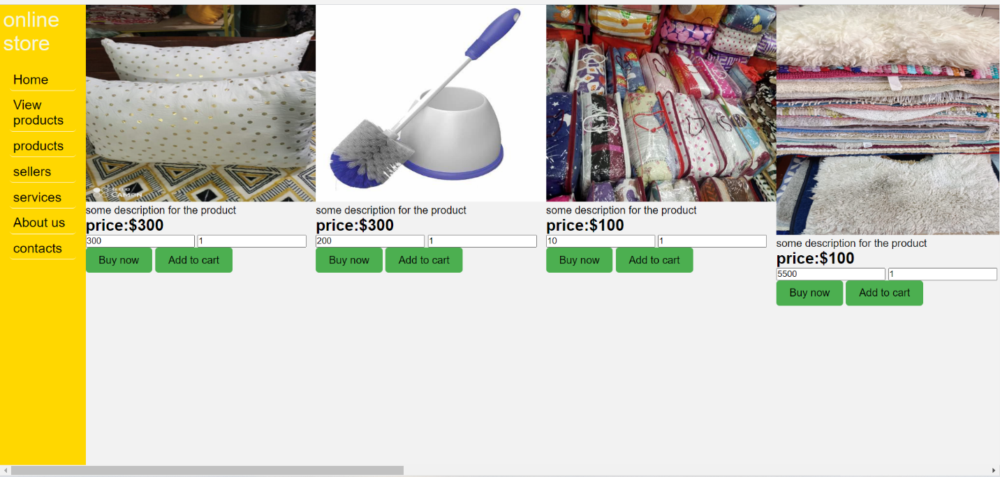 online
store
Home
View
products
products
sellers
services
About us
contacts
some description for the product
price:$300
300 1
Buy now Add to cart
some description for the product
price:$300
200 1
Buy now Add to cart
some description for the product
price:$100
10 1
Buy now Add to cart
some description for the product
price:$100
5500 1
Buy now Add to cart